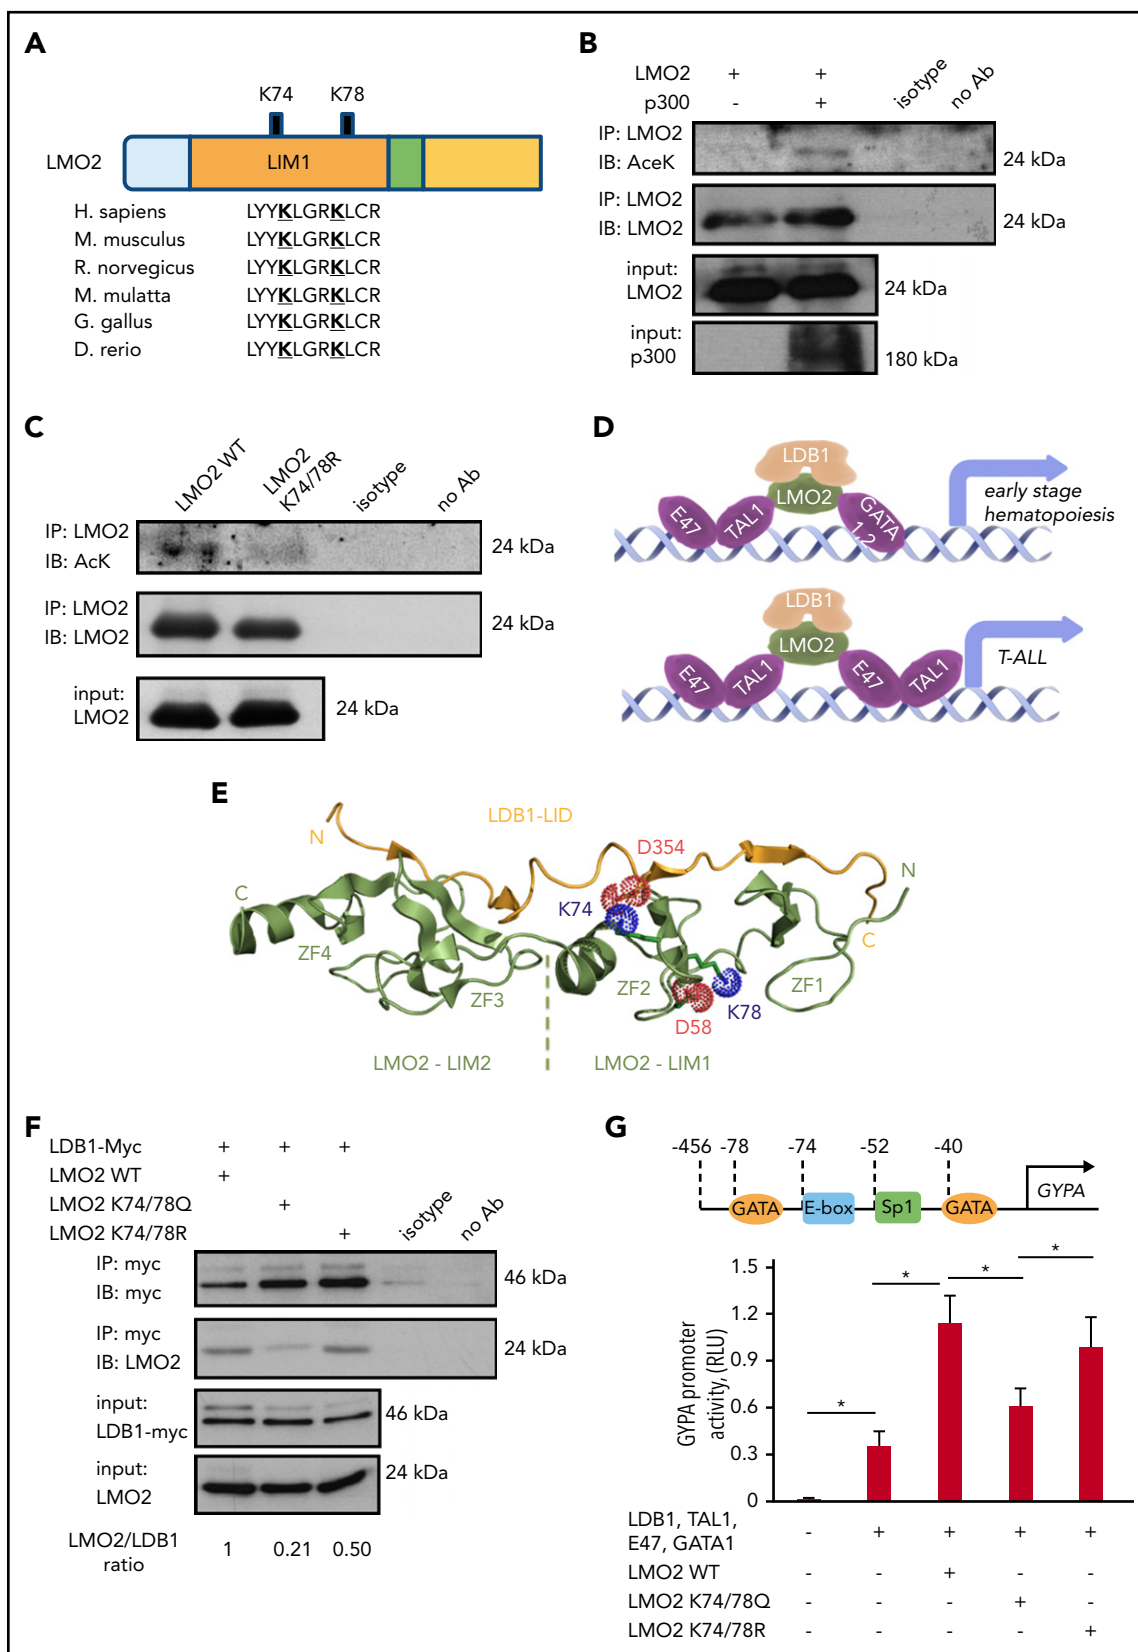 A
K74 K78
LMO2 LIM1
H. sapiens LYYKLGRKLCR
M. musculus LYYKLGRKLCR
R. norvegicus LYYKLGRKLCR
M. mulatta LYYKLGRKLCR
G. gallus LYYKLGRKLCR
D. rerio LYYKLGRKLCR
B
LMO2 + + isotype no Ab
p300 - +
IP: LMO2
IB: AceK 24 kDa
IP: LMO2
IB: LMO2 24 kDa
input:
LMO2 24 kDa
input:
p300 180 kDa
C
LMO2 WT LMO2 K74/78R isotype no Ab
IP: LMO2
IB: AcK 24 kDa
IP: LMO2
IB: LMO2 24 kDa
input:
LMO2 24 kDa
D
LDB1
LMO2
E47 TAL1 GATA 1,2
early stage
hematopoiesis
LDB1
LMO2
E47 TAL1 E47 TAL1
T-ALL
E
N LDB1-LID D354 N
C K74 C
ZF4 ZF3 ZF2 ZF1
D58 K78
LMO2 - LIM2 LMO2 - LIM1
F
LDB1-Myc + + +
LMO2 WT +
LMO2 K74/78Q +
LMO2 K74/78R + isotype no Ab
IP: myc
IB: myc 46 kDa
IP: myc
IB: LMO2 24 kDa
input:
LDB1-myc 46 kDa
input:
LMO2 24 kDa
LMO2/LDB1
ratio 1 0.21 0.50
G
-456 -78 -74 -52 -40
GATA E-box Sp1 GATA GYPA
GYPA promoter
activity, (RLU)
1.5
1.2
0.9
0.6
0.3
0
* * * *
LDB1, TAL1,
E47, GATA1 - + + + +
LMO2 WT - - + - -
LMO2 K74/78Q - - - + -
LMO2 K74/78R - - - - +